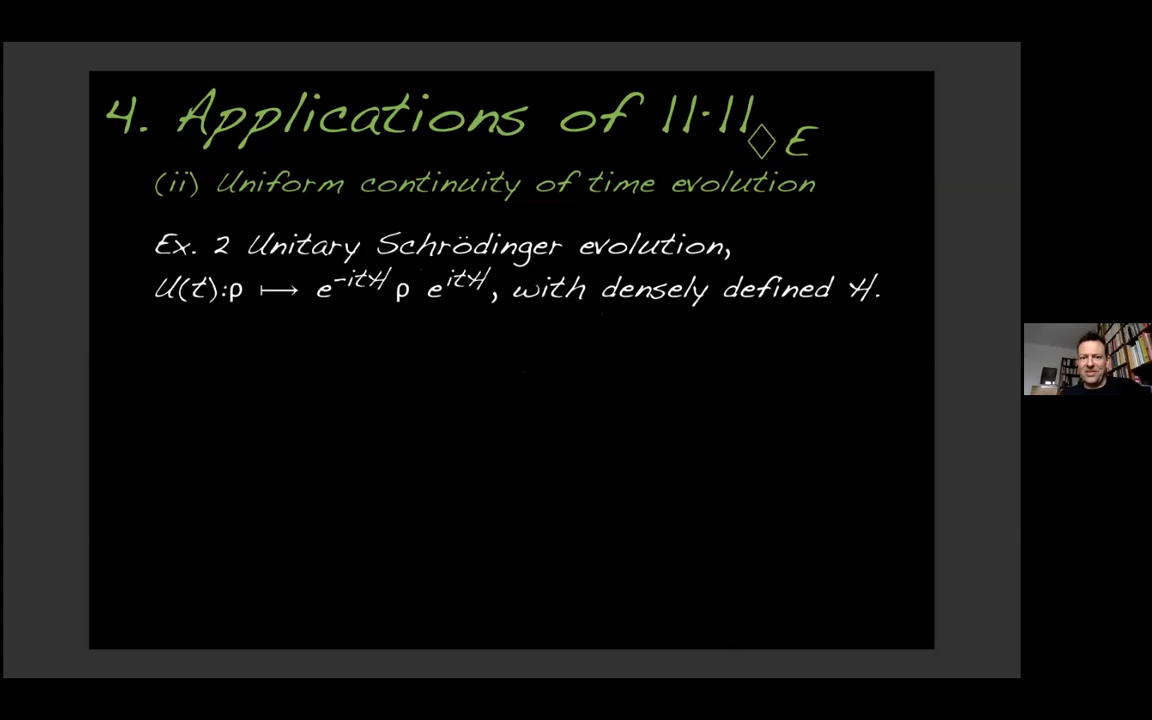 4. Applications of ||·||◇E
(ii) Uniform continuity of time evolution
Ex. 2 Unitary Schrödinger evolution,
U(t):ρ ⟼ e^{-itH} ρ e^{itH}, with densely defined H.